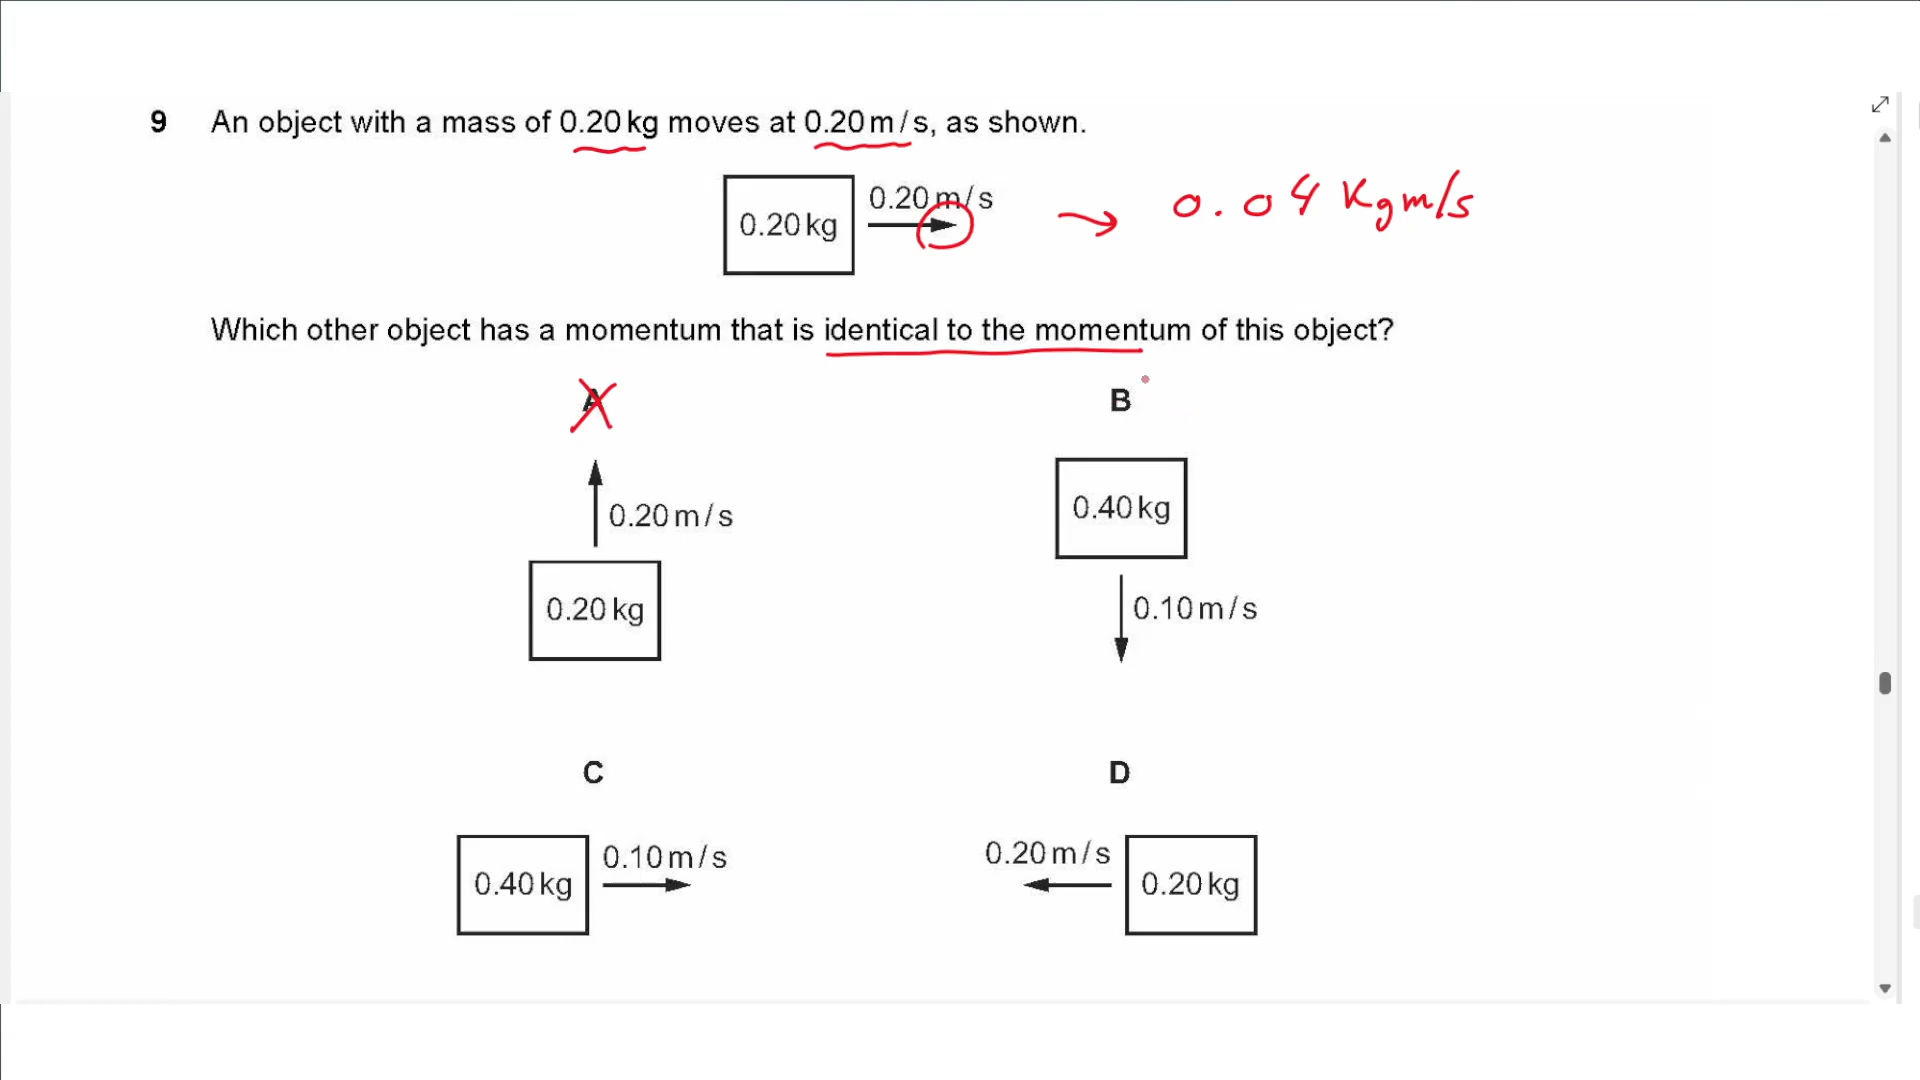 9 An object with a mass of 0.20 kg moves at 0.20 m / s, as shown.
0.20 m / s
0.20 kg
0.04 Kgm/s
Which other object has a momentum that is identical to the momentum of this object?
A
B
0.20 m / s
0.20 kg
0.40 kg
0.10 m / s
C
D
0.40 kg
0.10 m / s
0.20 m / s
0.20 kg